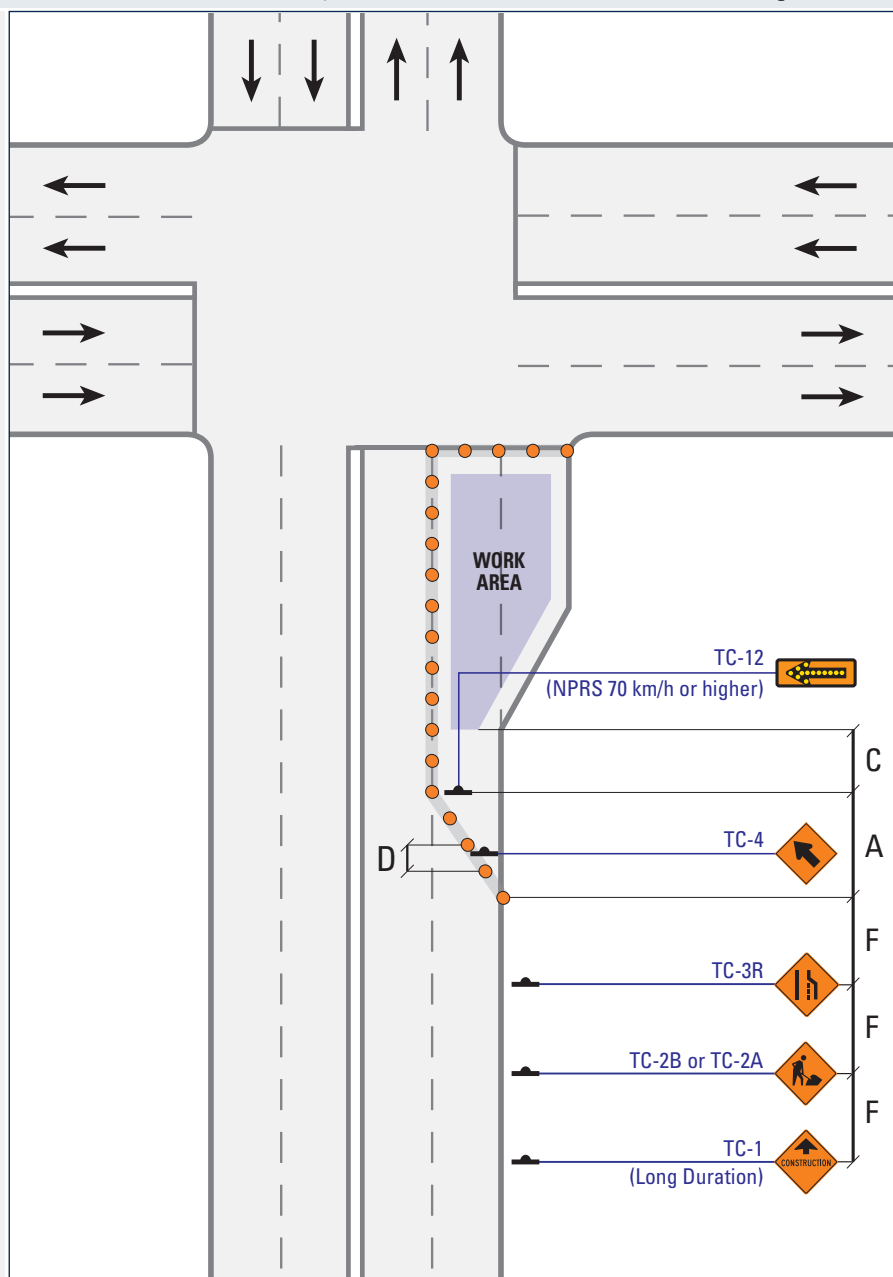 WORK
AREA
TC-12
(NPRS 70 km/h or higher)
C
TC-4
D
A
F
TC-3R
F
TC-2B or TC-2A
F
TC-1
CONSTRUCTION
(Long Duration)